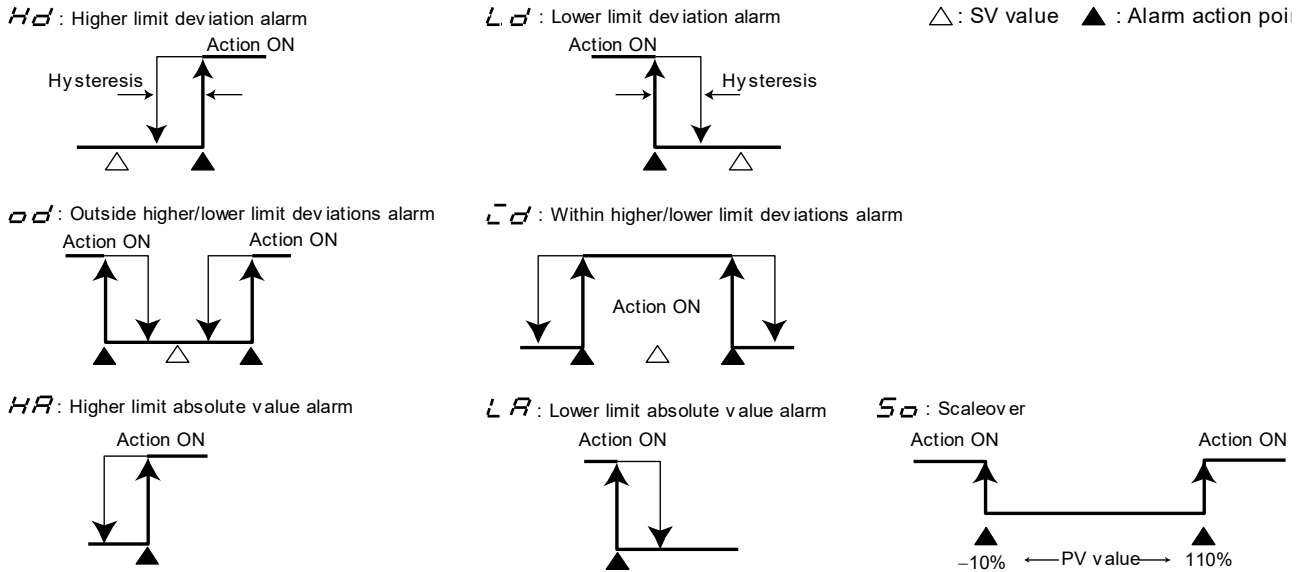 Hd : Higher limit deviation alarm
L.d : Lower limit deviation alarm
△ : SV value ▲ : Alarm action poi
Action ON
Hysteresis
Action ON
Hysteresis
od : Outside higher/lower limit deviations alarm
id : Within higher/lower limit deviations alarm
Action ON Action ON
Action ON
HA : Higher limit absolute value alarm
LA : Lower limit absolute value alarm
So : Scaleover
Action ON
Action ON
Action ON Action ON
−10% PV value 110%